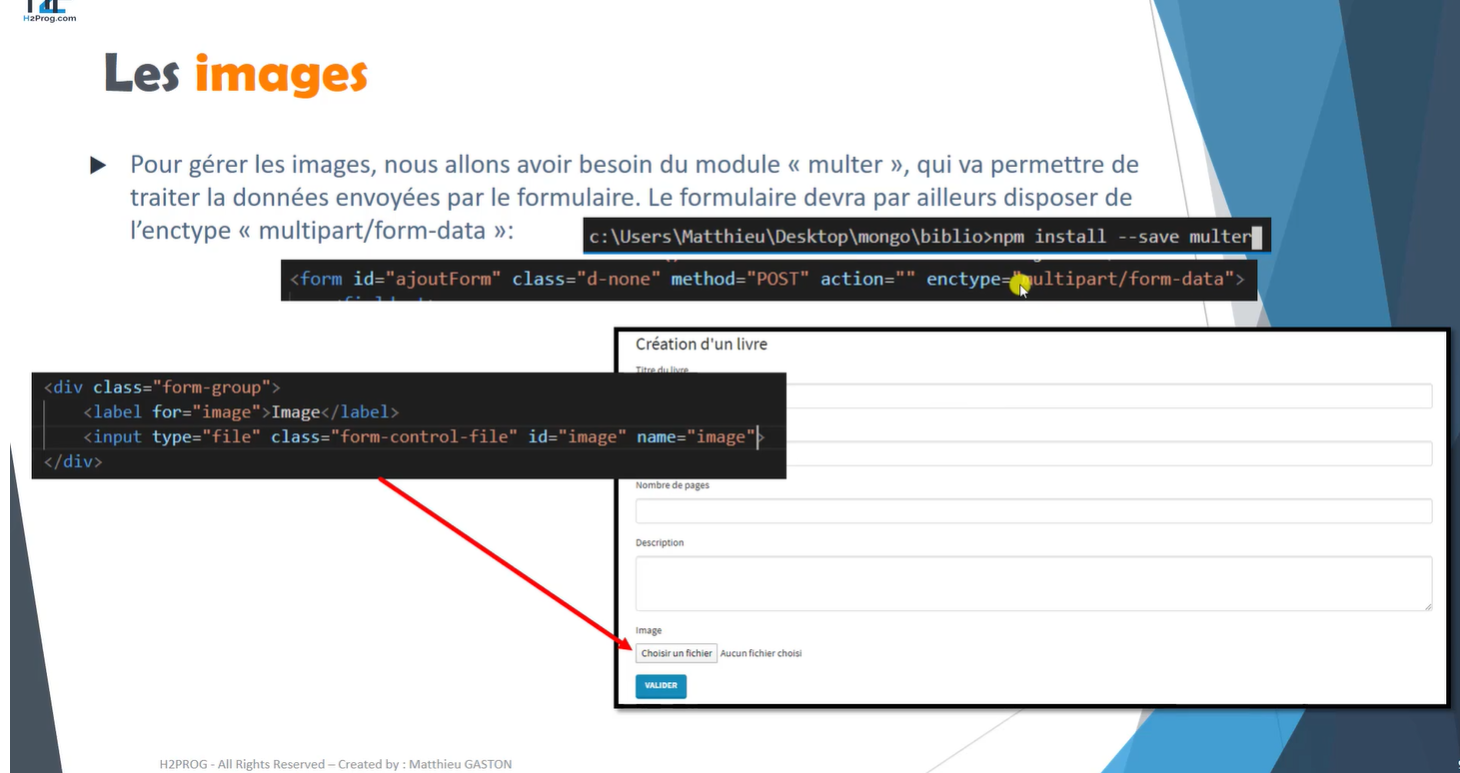 H2Prog.com
Les images
Pour gérer les images, nous allons avoir besoin du module « multer », qui va permettre de
traiter la données envoyées par le formulaire. Le formulaire devra par ailleurs disposer de
l’enctype « multipart/form-data »:
c:\Users\Matthieu\Desktop\mongo\biblio>npm install --save multer
<form id="ajoutForm" class="d-none" method="POST" action="" enctype="multipart/form-data">
Création d'un livre
Titre du livre
<div class="form-group">
<label for="image">Image</label>
<input type="file" class="form-control-file" id="image" name="image">
</div>
Nombre de pages
Description
Image
Choisir un fichier Aucun fichier choisi
VALIDER
H2PROG - All Rights Reserved – Created by : Matthieu GASTON